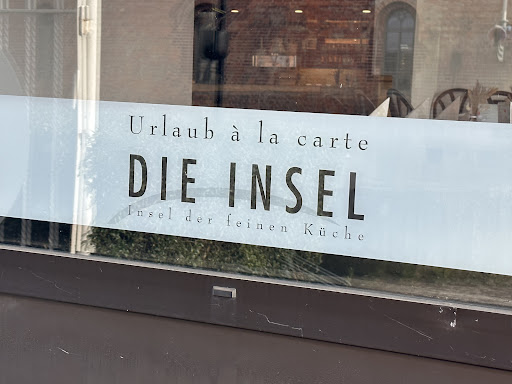 Urlaub à la carte
DIE INSEL
Insel der feinen Küche